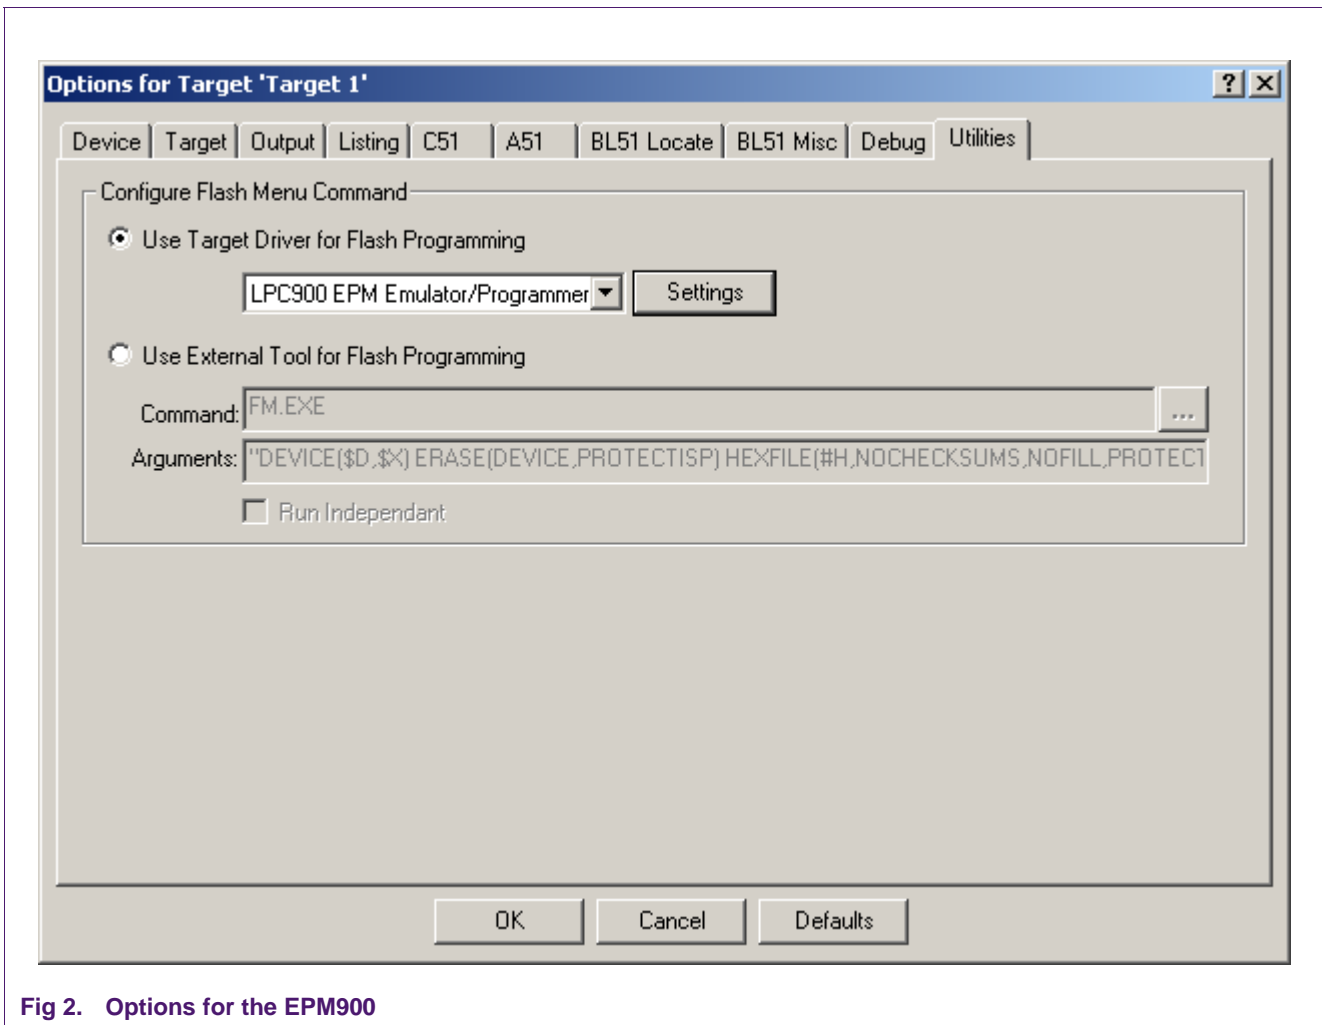 Options for Target 'Target 1'
Device Target Output Listing C51 A51 BL51 Locate BL51 Misc Debug Utilities
Configure Flash Menu Command
Use Target Driver for Flash Programming
LPC900 EPM Emulator/Programmer Settings
Use External Tool for Flash Programming
Command: FM.EXE ...
Arguments: "DEVICE($D,$X) ERASE(DEVICE,PROTECTISP) HEXFILE(#H,NOCHECKSUMS,NOFILL,PROTECT
Run Independant
OK Cancel Defaults
Fig 2. Options for the EPM900